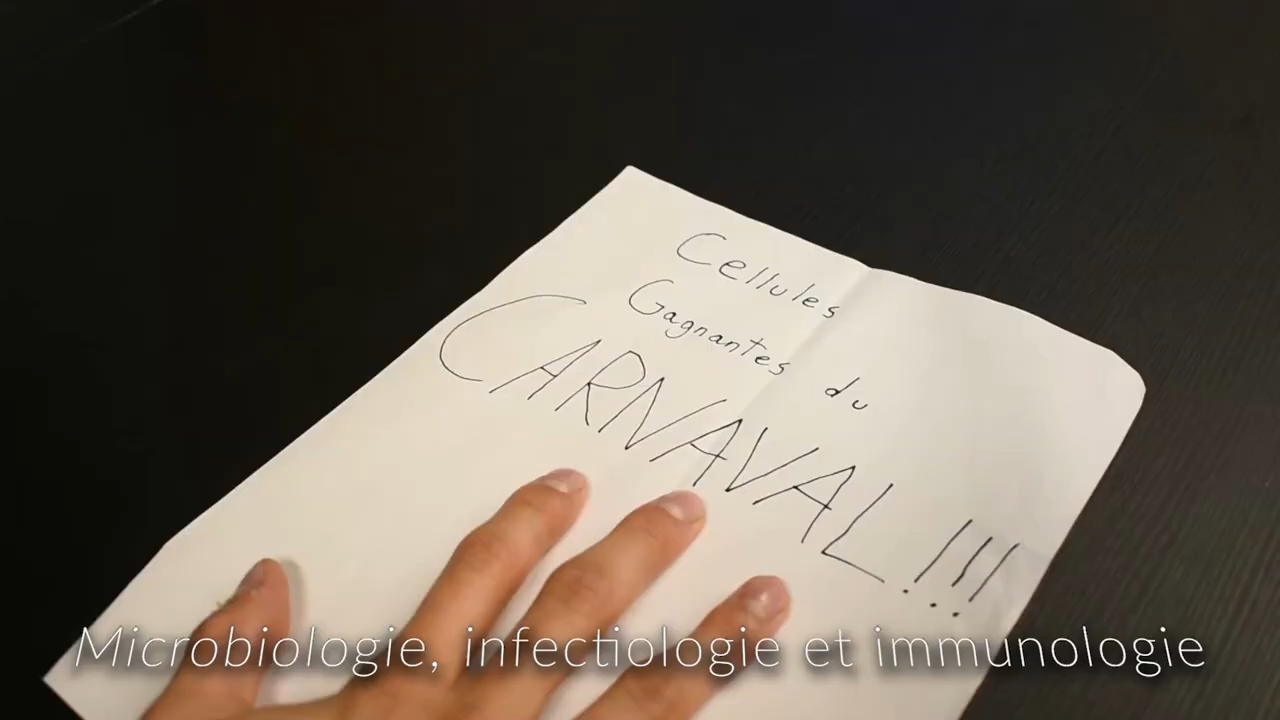 Cellules
Gagnantes du
CARNAVAL!!!
Microbiologie, infectiologie et immunologie